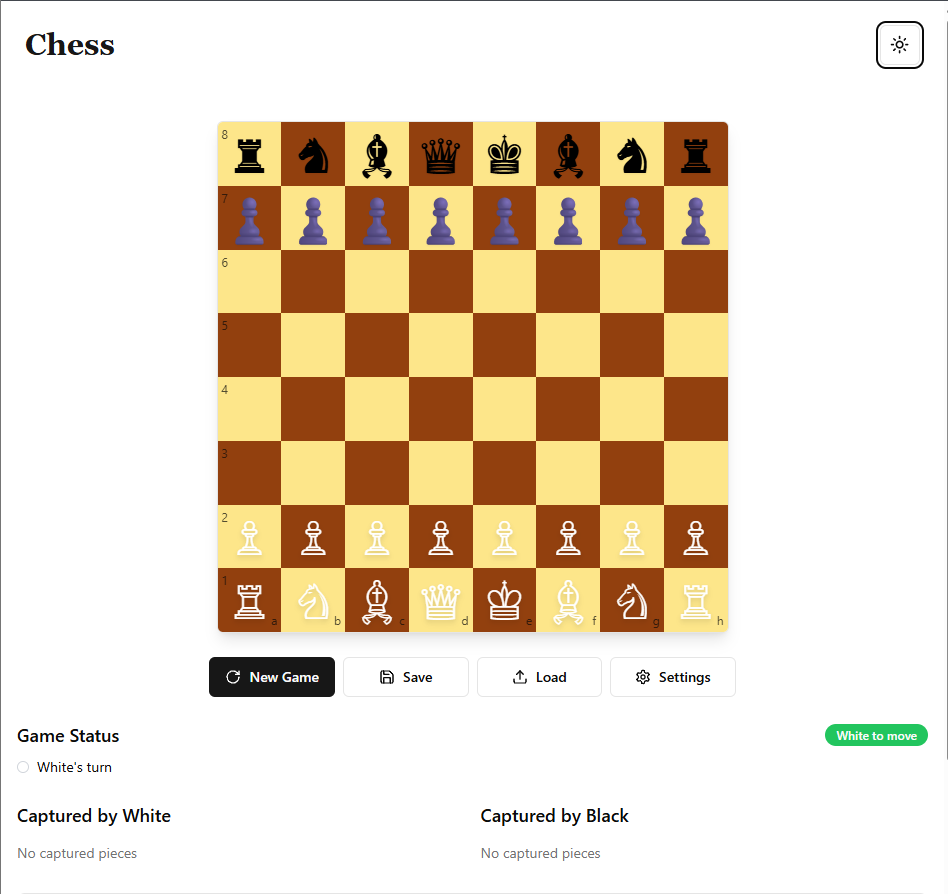 Chess
8
7
6
5
4
3
2
1
a b c d e f g h
New Game Save Load Settings
Game Status White to move
White's turn
Captured by White Captured by Black
No captured pieces No captured pieces